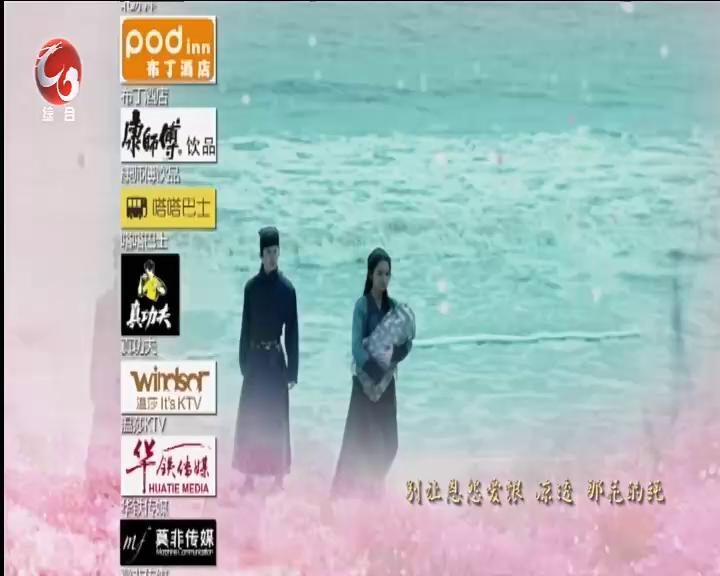 综合
pod inn
布丁酒店
布丁酒店
康師傅 饮品
康师傅饮品
嗒嗒巴士
嗒嗒巴士
真功夫
真功夫
windsor
温莎 It's KTV
温莎KTV
华铁传媒
HUATIE MEDIA
华铁传媒
mf 莫非传媒
别让恩怨爱恨 凉透 那花的纯